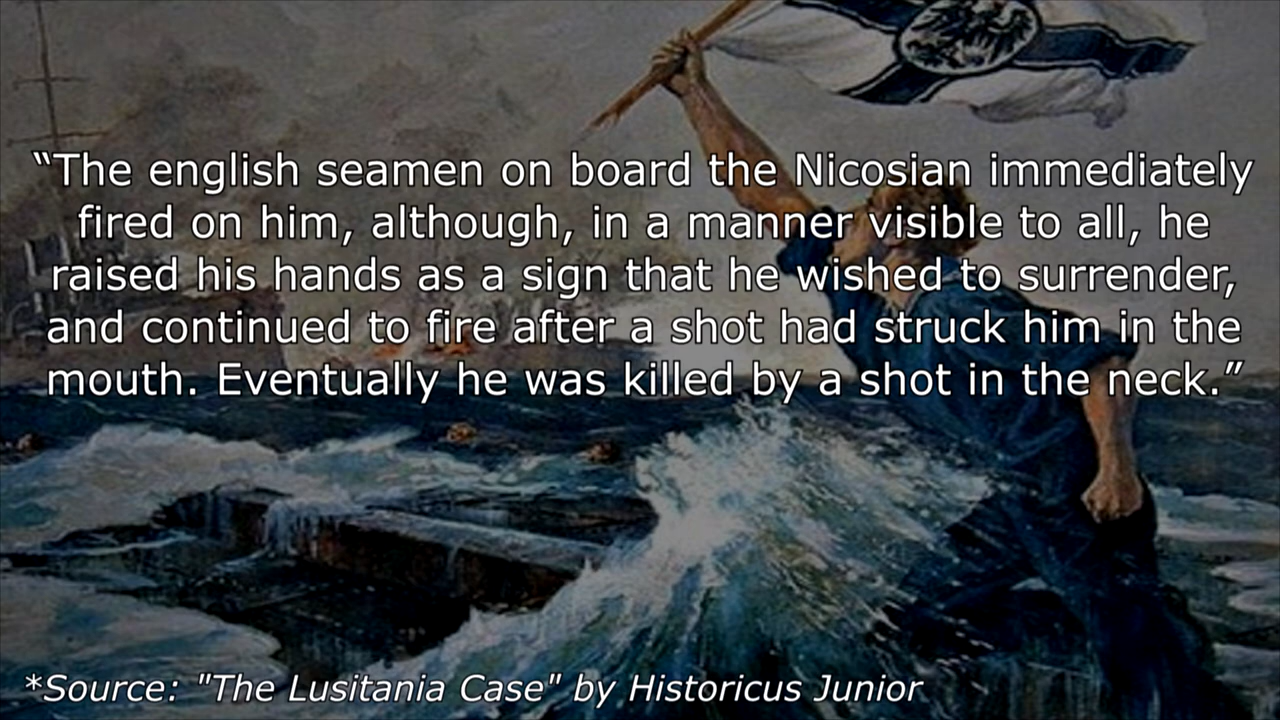 “The english seamen on board the Nicosian immediately
fired on him, although, in a manner visible to all, he
raised his hands as a sign that he wished to surrender,
and continued to fire after a shot had struck him in the
mouth. Eventually he was killed by a shot in the neck.”
*Source: "The Lusitania Case" by Historicus Junior